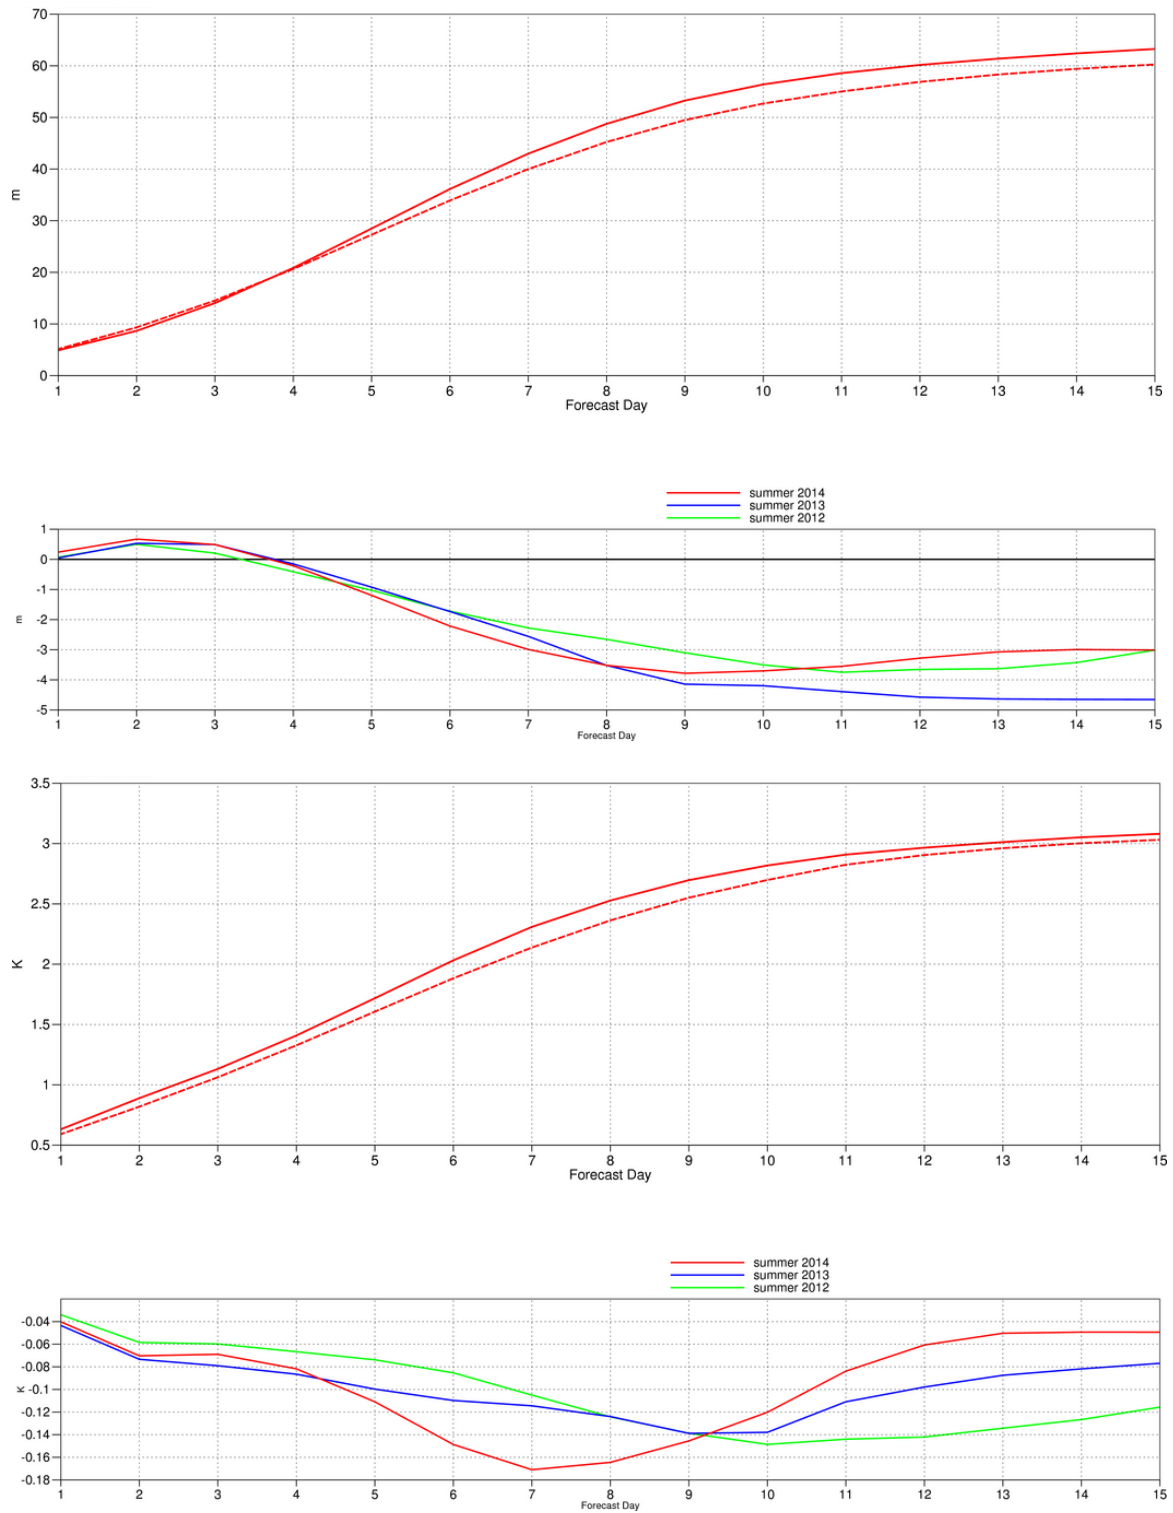 70
60
50
40
30
20
10
0
m
1 2 3 4 5 6 7 8 9 10 11 12 13 14 15
Forecast Day
summer 2014
summer 2013
summer 2012
1
0
-1
-2
-3
-4
-5
m
1 2 3 4 5 6 7 8 9 10 11 12 13 14 15
Forecast Day
3.5
3
2.5
2
1.5
1
0.5
K
1 2 3 4 5 6 7 8 9 10 11 12 13 14 15
Forecast Day
summer 2014
summer 2013
summer 2012
-0.04
-0.06
-0.08
-0.1
-0.12
-0.14
-0.16
-0.18
K
1 2 3 4 5 6 7 8 9 10 11 12 13 14 15
Forecast Day